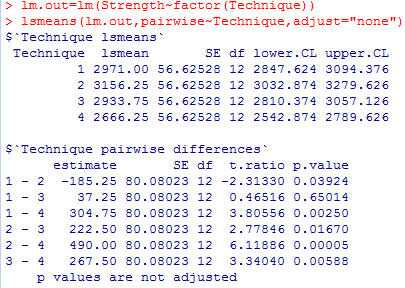 > lm.out=lm(Strength~factor(Technique))
> lsmeans(lm.out,pairwise~Technique,adjust="none")
$`Technique lsmeans`
Technique lsmean SE df lower.CL upper.CL
1 2971.00 56.62528 12 2847.624 3094.376
2 3156.25 56.62528 12 3032.874 3279.626
3 2933.75 56.62528 12 2810.374 3057.126
4 2666.25 56.62528 12 2542.874 2789.626
$`Technique pairwise differences`
estimate SE df t.ratio p.value
1 - 2 -185.25 80.08023 12 -2.31330 0.03924
1 - 3 37.25 80.08023 12 0.46516 0.65014
1 - 4 304.75 80.08023 12 3.80556 0.00250
2 - 3 222.50 80.08023 12 2.77846 0.01670
2 - 4 490.00 80.08023 12 6.11886 0.00005
3 - 4 267.50 80.08023 12 3.34040 0.00588
p values are not adjusted